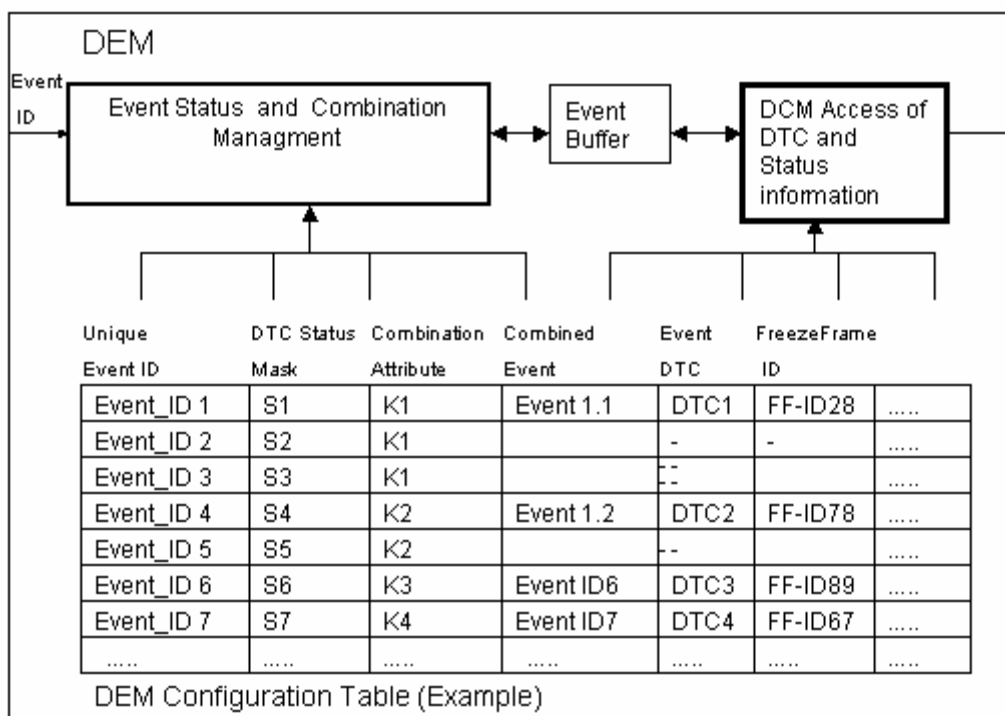 DEM
Event
ID
Event Status and Combination
Managment
Event
Buffer
DCM Access of
DTC and
Status
information
Unique DTC Status Combination Combined Event FreezeFrame
Event ID Mask Attribute Event DTC ID
Event_ID 1 S1 K1 Event 1.1 DTC1 FF-ID28 .....
Event_ID 2 S2 K1 - - .....
Event_ID 3 S3 K1 -- .....
Event_ID 4 S4 K2 Event 1.2 DTC2 FF-ID78 .....
Event_ID 5 S5 K2 -- .....
Event_ID 6 S6 K3 Event ID6 DTC3 FF-ID89 .....
Event_ID 7 S7 K4 Event ID7 DTC4 FF-ID67 .....
..... ..... ..... ..... ..... ..... .....
DEM Configuration Table (Example)